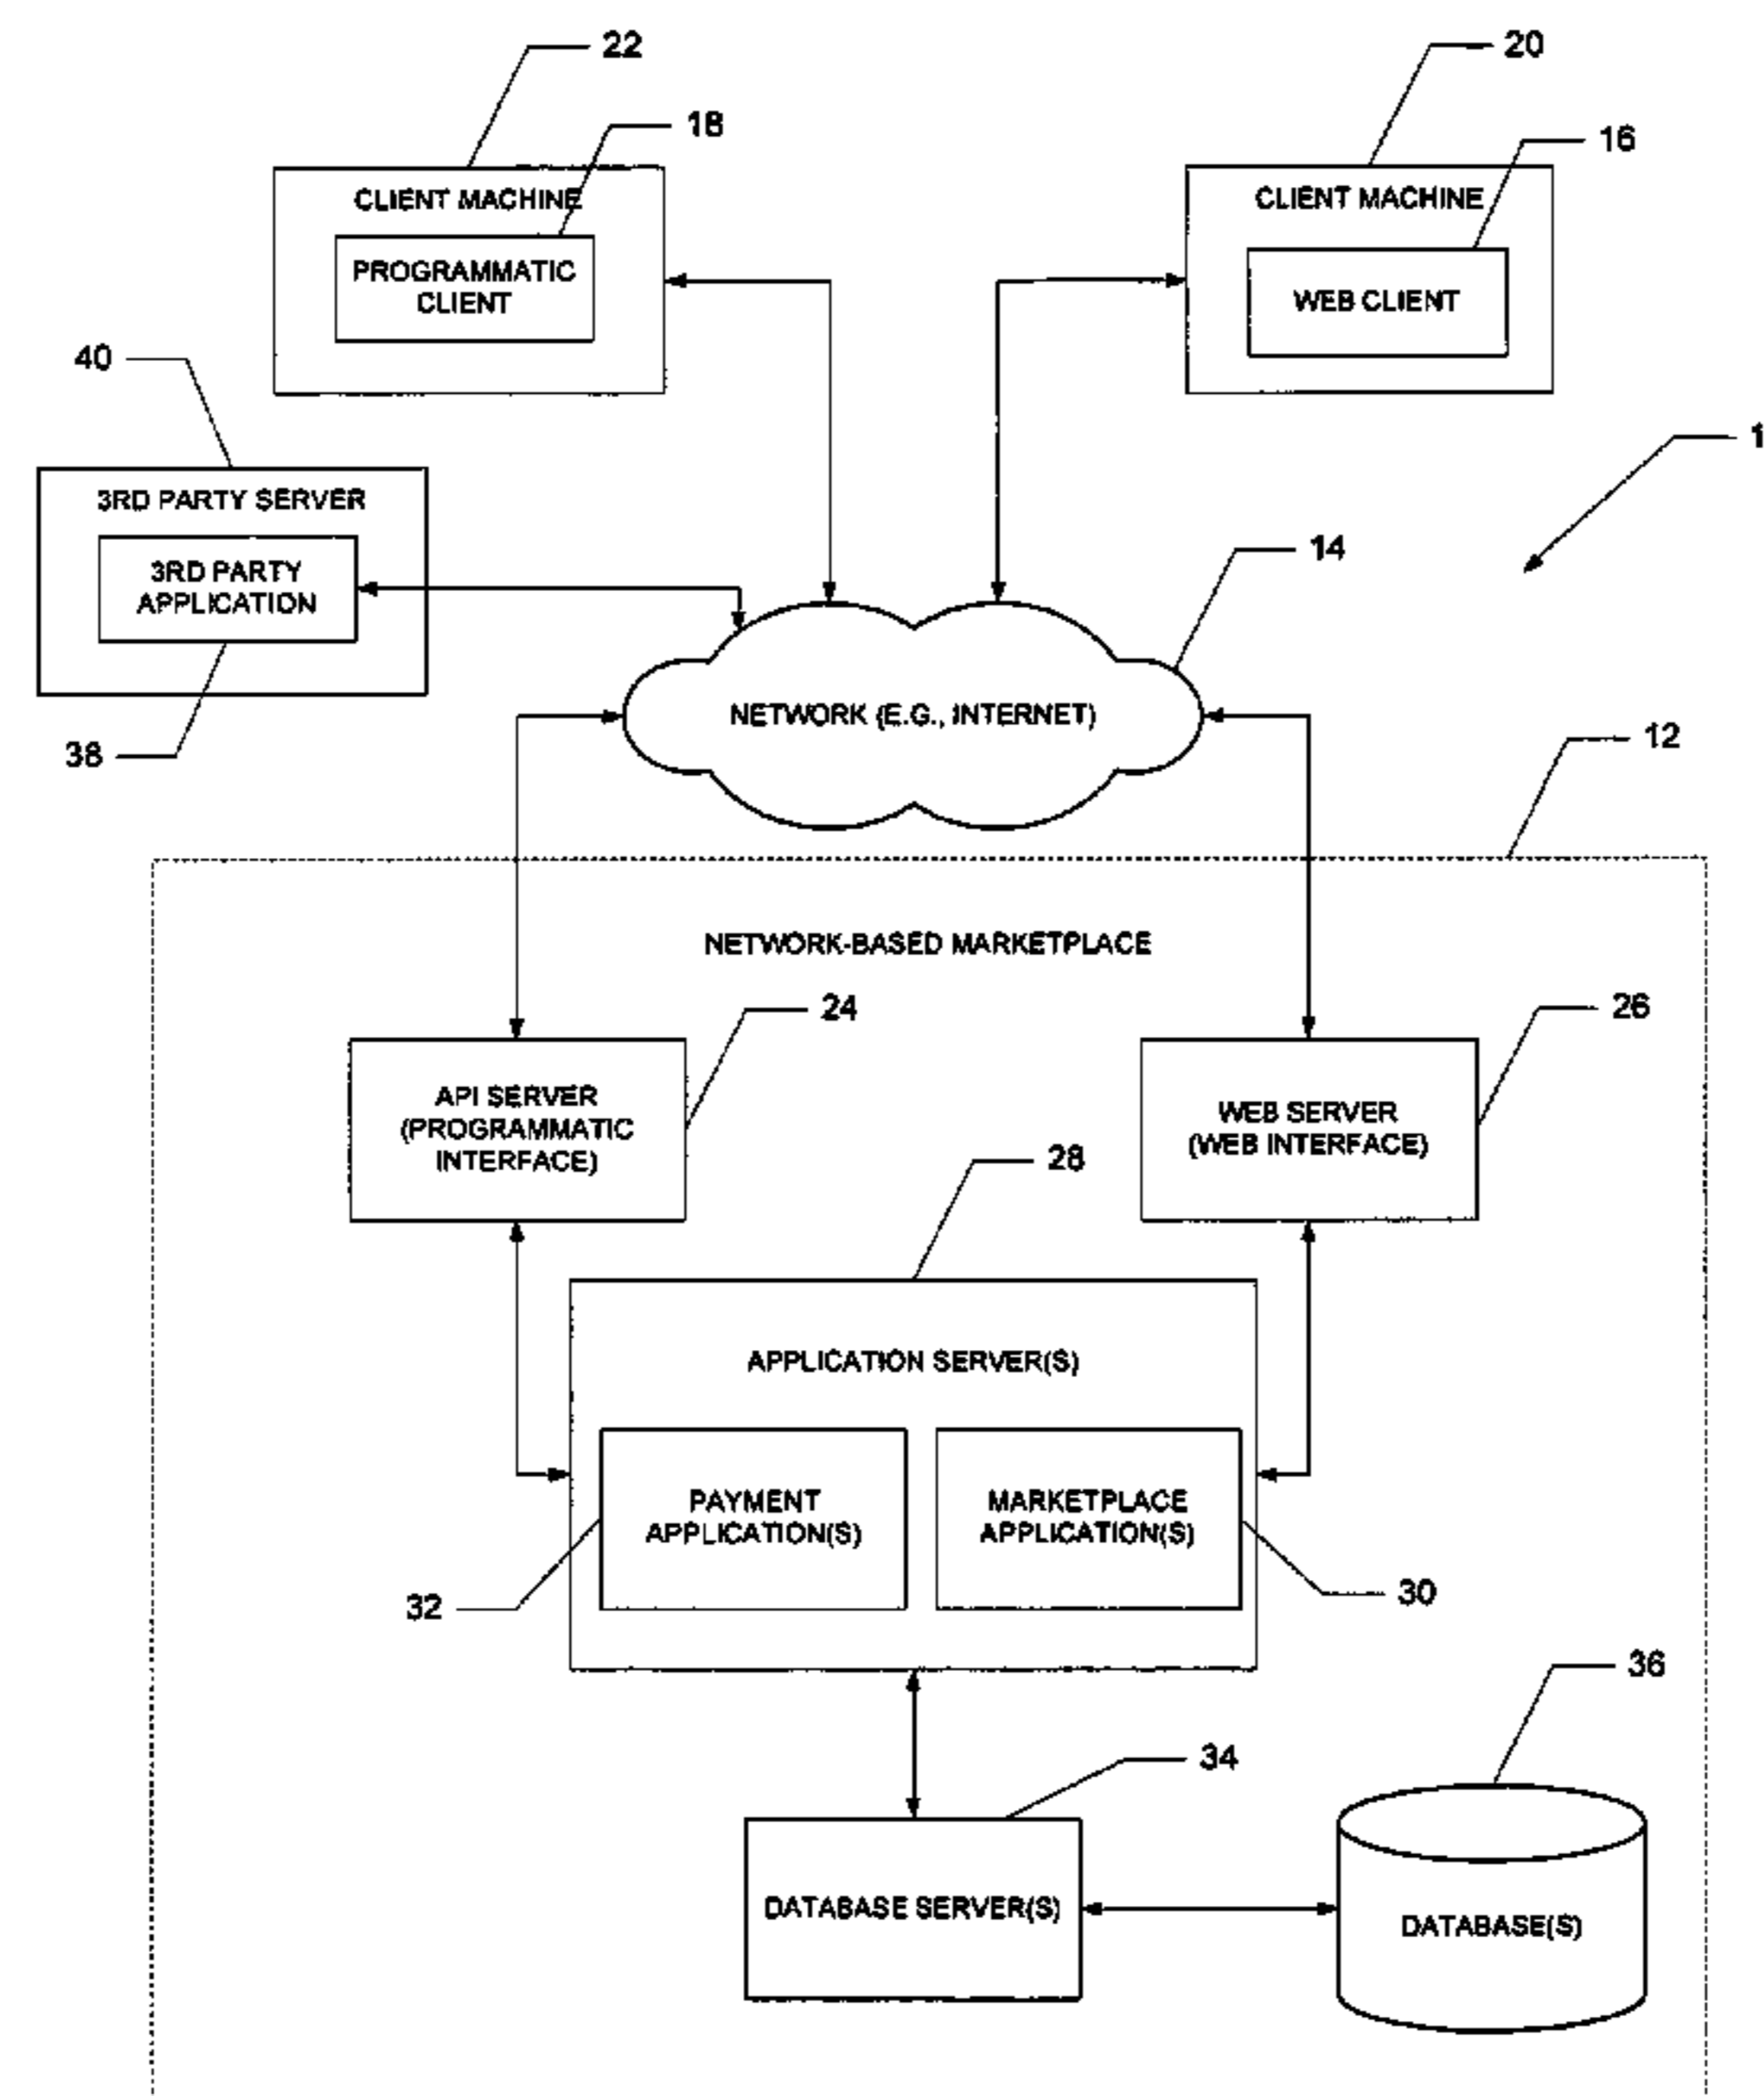 22
20
18
16
CLIENT MACHINE
CLIENT MACHINE
PROGRAMMATIC
CLIENT
WEB CLIENT
40
1
3RD PARTY SERVER
14
3RD PARTY
APPLICATION
NETWORK (E.G., INTERNET)
38
12
NETWORK-BASED MARKETPLACE
24
26
API SERVER
(PROGRAMMATIC
INTERFACE)
WEB SERVER
(WEB INTERFACE)
28
APPLICATION SERVER(S)
PAYMENT
APPLICATION(S)
MARKETPLACE
APPLICATION(S)
32
30
36
34
DATABASE SERVER(S)
DATABASE(S)